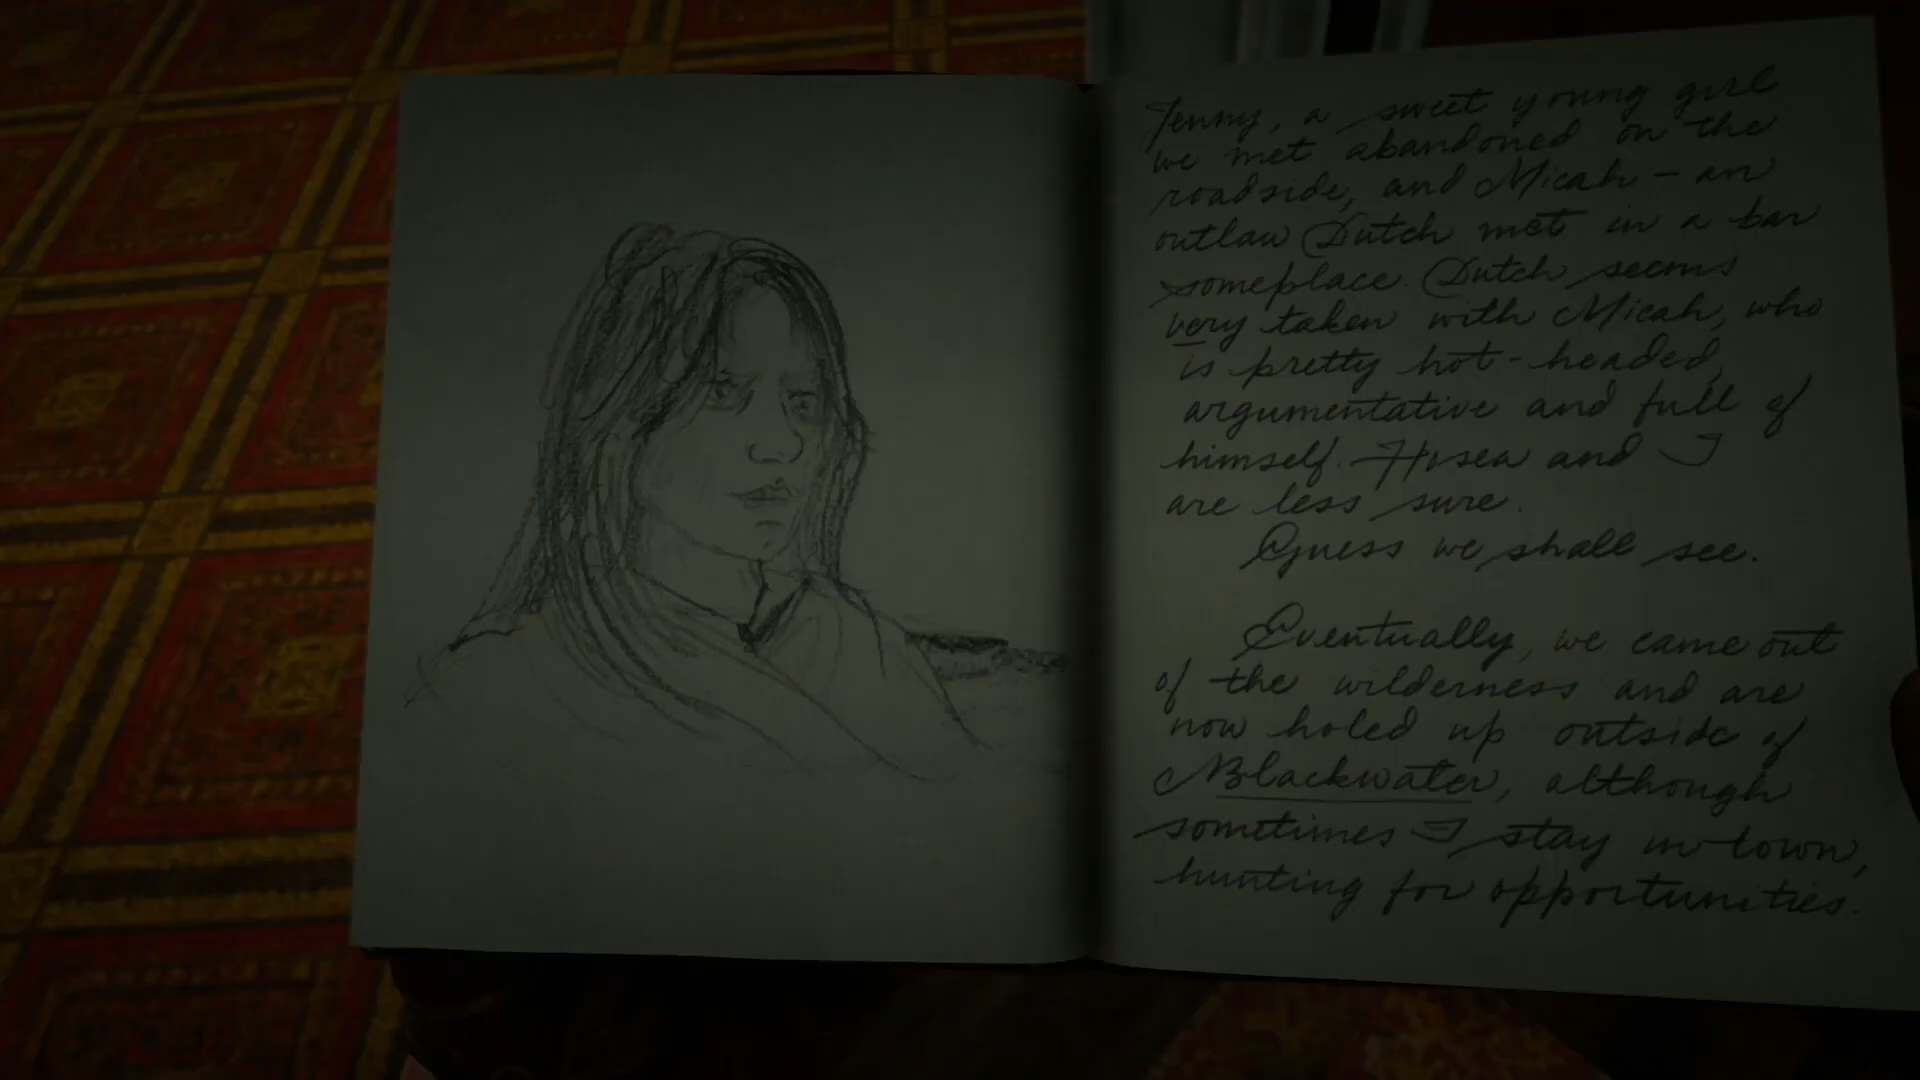 Jenny, a sweet young girl
we met abandoned on the
roadside, and Micah - an
outlaw Dutch met in a bar
someplace. Dutch seems
very taken with Micah, who
is pretty hot-headed,
argumentative and full of
himself. Hosea and I
are less sure.
Guess we shall see.
Eventually, we came out
of the wilderness and are
now holed up outside of
Blackwater, although
sometimes I stay in town,
hunting for opportunities.